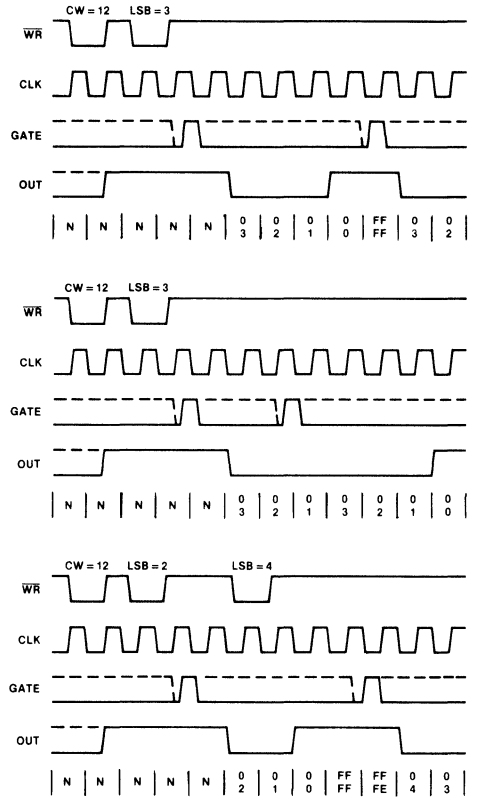 CW = 12 LSB = 3
WR
CLK
GATE
OUT
N N N N N 0 0 0 0 FF 0 0
3 2 1 0 FF 3 2
CW = 12 LSB = 3
WR
CLK
GATE
OUT
N N N N N 0 0 0 0 0 0 0
3 2 1 3 2 1 0
CW = 12 LSB = 2 LSB = 4
WR
CLK
GATE
OUT
N N N N N 0 0 0 FF FF 0 0
2 1 0 FF FE 4 3